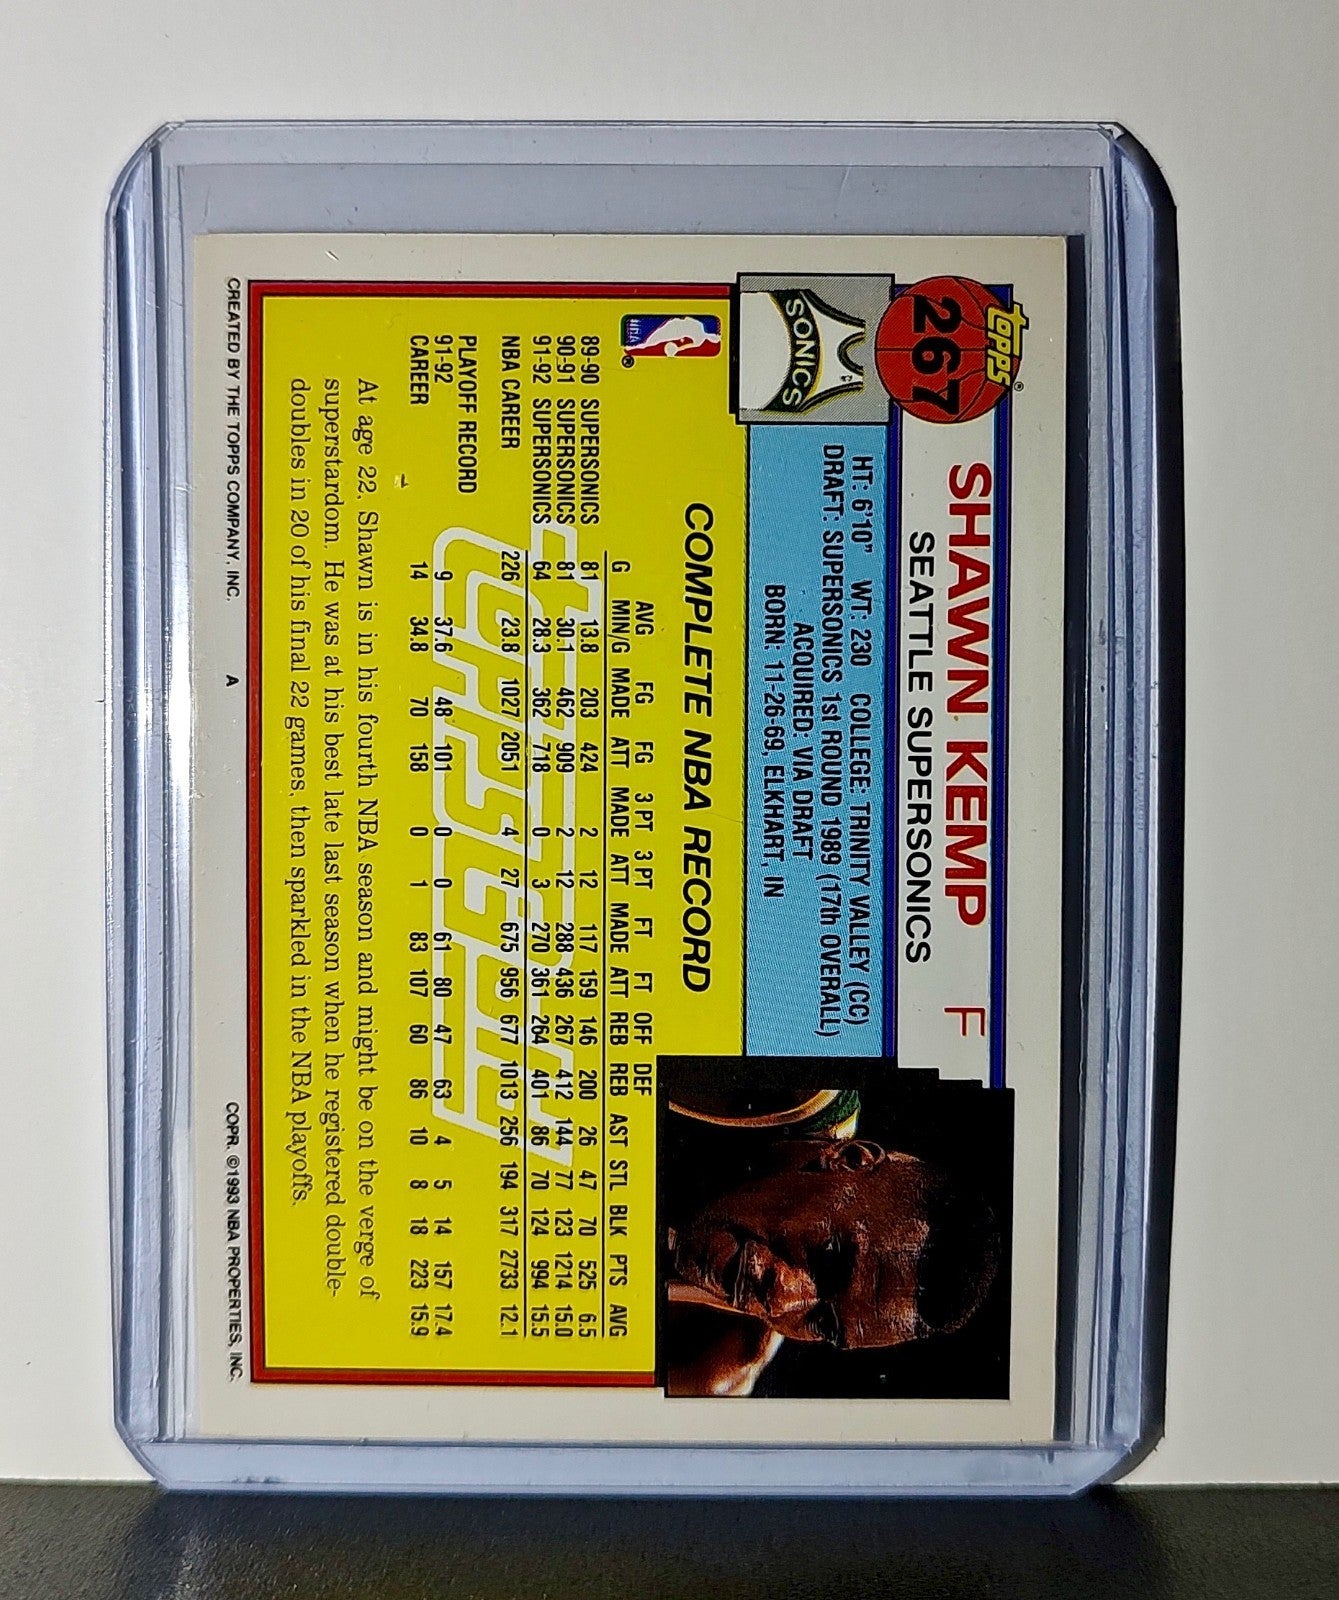 topps®
267
SHAWN KEMP F
SEATTLE SUPERSONICS
SONICS
HT: 6'10" WT: 230 COLLEGE: TRINITY VALLEY (CC)
DRAFT: SUPERSONICS 1st ROUND 1989 (17th OVERALL)
ACQUIRED: VIA DRAFT
BORN: 11-26-69, ELKHART, IN
NBA®
COMPLETE NBA RECORD
AVG FG FG 3 PT 3 PT FT FT OFF DEF
G MIN/G MADE ATT MADE ATT MADE ATT REB REB AST STL BLK PTS AVG
89-90 SUPERSONICS 81 13.8 203 424 2 12 117 159 146 200 26 47 70 525 6.5
90-91 SUPERSONICS 81 30.1 462 909 2 12 288 436 267 412 144 77 123 1214 15.0
91-92 SUPERSONICS 64 28.3 362 718 0 3 270 361 264 401 86 70 124 994 15.5
NBA CAREER 226 23.8 1027 2051 4 27 675 956 677 1013 256 194 317 2733 12.1
PLAYOFF RECORD
91-92 9 37.6 48 101 0 0 61 80 47 63 4 5 14 157 17.4
CAREER 14 34.8 70 158 0 1 83 107 60 86 10 8 18 223 15.9
At age 22, Shawn is in his fourth NBA season and might be on the verge of
superstardom. He was at his best late last season when he registered double-
doubles in 20 of his final 22 games, then sparkled in the NBA playoffs.
CREATED BY THE TOPPS COMPANY, INC. A COPR. ©1993 NBA PROPERTIES, INC.